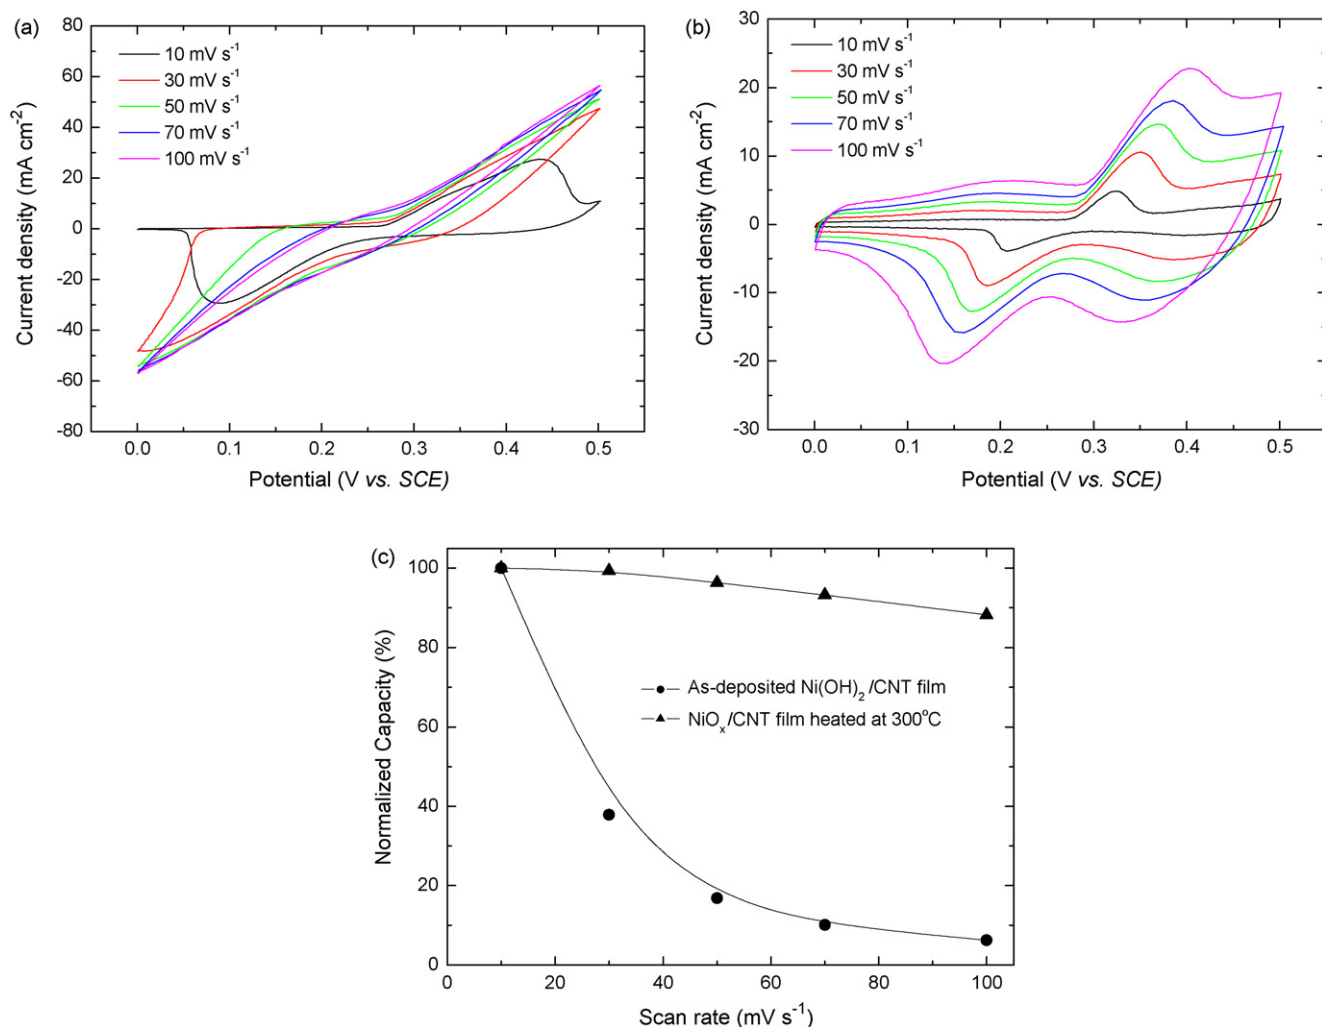 (a)
80
60
40
20
0
-20
-40
-60
-80
Current density (mA cm⁻²)
10 mV s⁻¹
30 mV s⁻¹
50 mV s⁻¹
70 mV s⁻¹
100 mV s⁻¹
0.0 0.1 0.2 0.3 0.4 0.5
Potential (V vs. SCE)
(b)
30
20
10
0
-10
-20
-30
Current density (mA cm⁻²)
10 mV s⁻¹
30 mV s⁻¹
50 mV s⁻¹
70 mV s⁻¹
100 mV s⁻¹
0.0 0.1 0.2 0.3 0.4 0.5
Potential (V vs. SCE)
(c)
100
80
60
40
20
0
Normalized Capacity (%)
As-deposited Ni(OH)₂/CNT film
NiOₓ/CNT film heated at 300°C
0 20 40 60 80 100
Scan rate (mV s⁻¹)